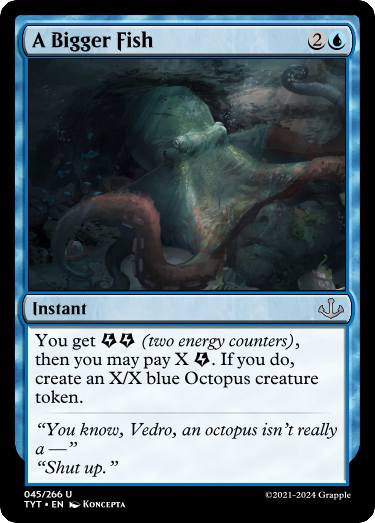 A Bigger Fish 2
Instant
You get (two energy counters),
then you may pay X . If you do,
create an X/X blue Octopus creature
token.
“You know, Vedro, an octopus isn’t really
a —”
“Shut up.”
045/266 U
TYT • EN Koncepta
©2021-2024 Grapple